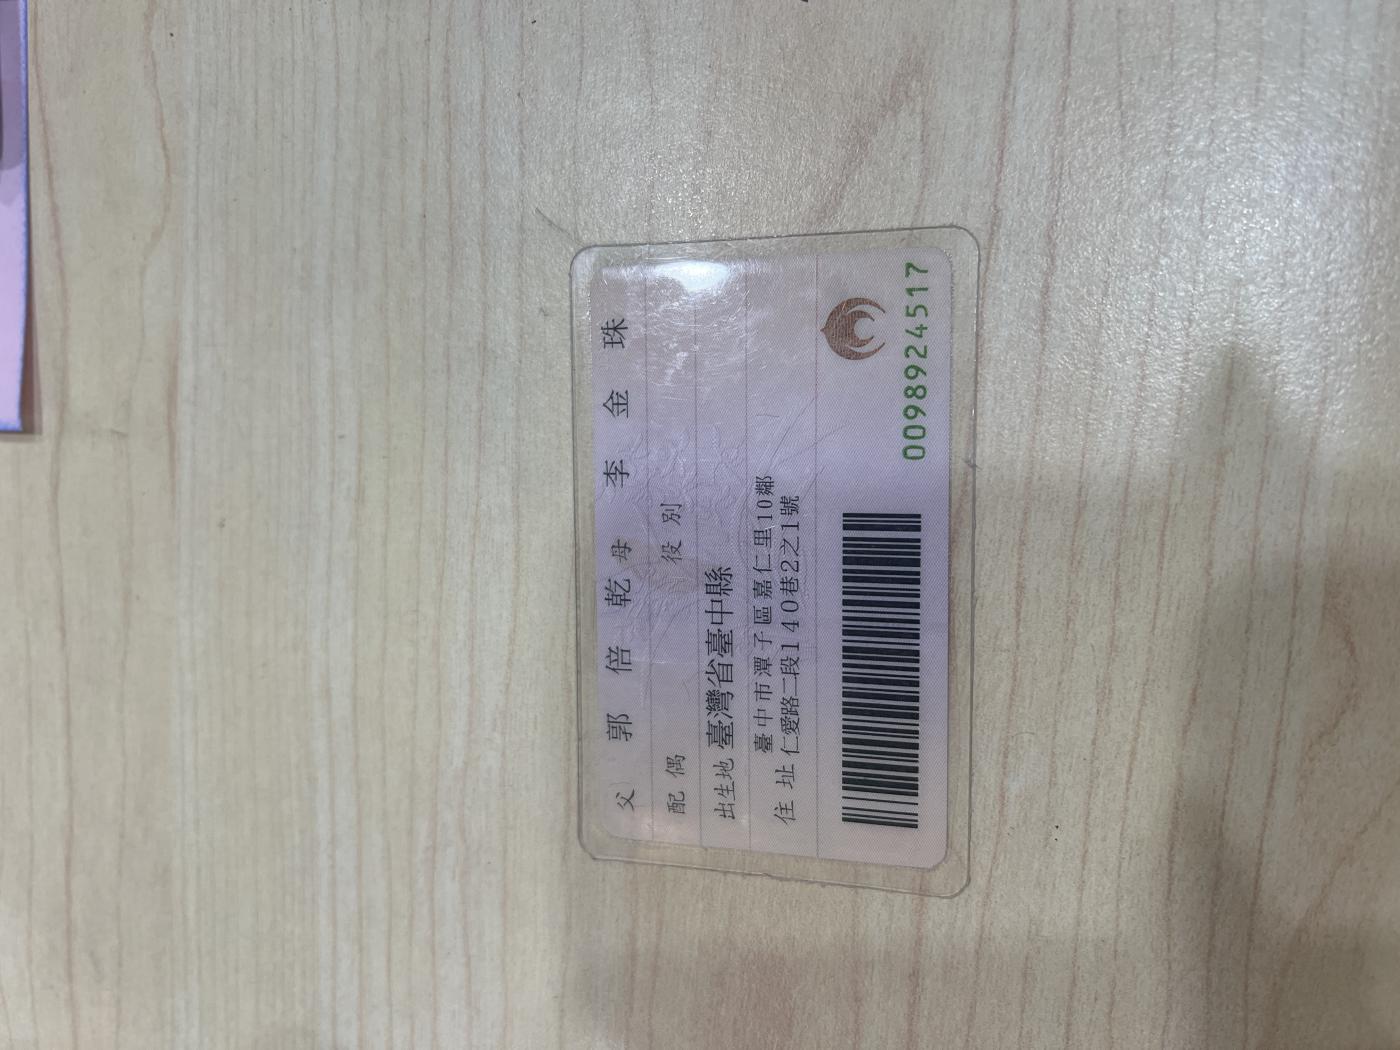 父 郭倍乾 母 李金珠
配偶 役別
出生地 臺灣省臺中縣
住址 臺中市潭子區嘉仁里10鄰
仁愛路二段140巷2之1號
0098924517